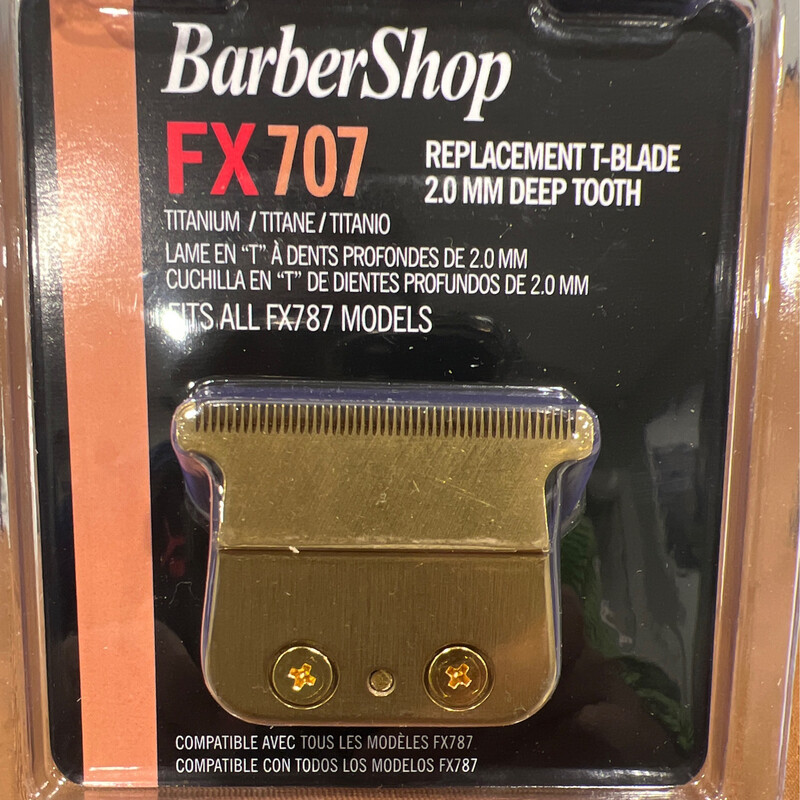 BarberShop
FX707
REPLACEMENT T-BLADE
2.0 MM DEEP TOOTH
TITANIUM / TITANE / TITANIO
LAME EN “T” À DENTS PROFONDES DE 2.0 MM
CUCHILLA EN “T” DE DIENTES PROFUNDOS DE 2.0 MM
FITS ALL FX787 MODELS
COMPATIBLE AVEC TOUS LES MODÈLES FX787
COMPATIBLE CON TODOS LOS MODELOS FX787